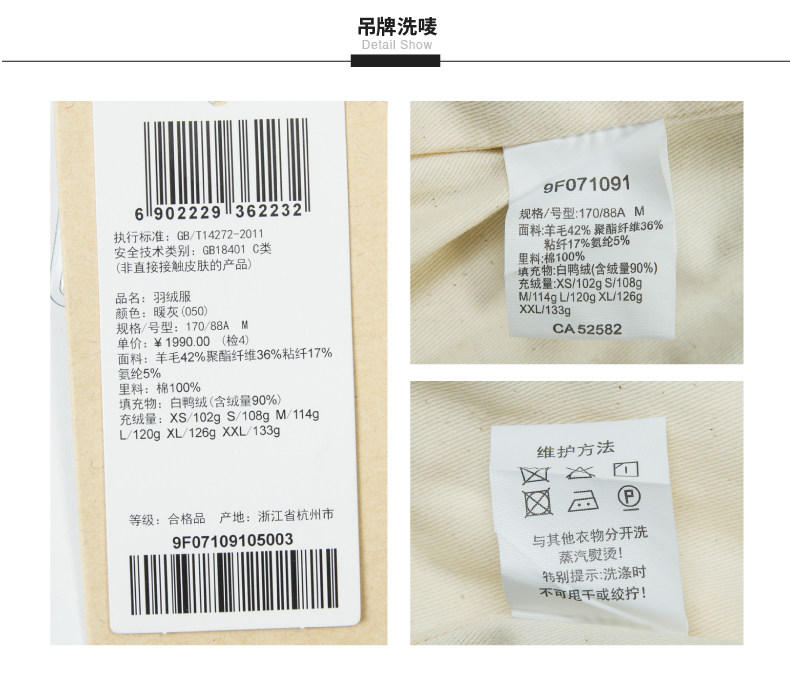 吊牌洗唛
Detail Show
6 902229 362232
执行标准: GB/T14272-2011
安全技术类别: GB18401 C类
(非直接接触皮肤的产品)
品名: 羽绒服
颜色: 暖灰(050)
规格/号型: 170/88A M
单价: ¥1990.00 (检4)
面料: 羊毛42%聚酯纤维36%粘纤17%
氨纶5%
里料: 棉100%
填充物: 白鸭绒(含绒量90%)
充绒量: XS/102g S/108g M/114g
L/120g XL/126g XXL/133g
等级: 合格品 产地: 浙江省杭州市
9F07109105003
9F071091
规格/号型:170/88A M
面料:羊毛42% 聚酯纤维36%
粘纤17%氨纶5%
里料:棉100%
填充物:白鸭绒(含绒量90%)
充绒量:XS/102g S/108g
M/114g L/120g XL/126g
XXL/133g
CA 52582
维护方法
P
与其他衣物分开洗
蒸汽熨烫!
特别提示:洗涤时
不可甩干或绞拧!